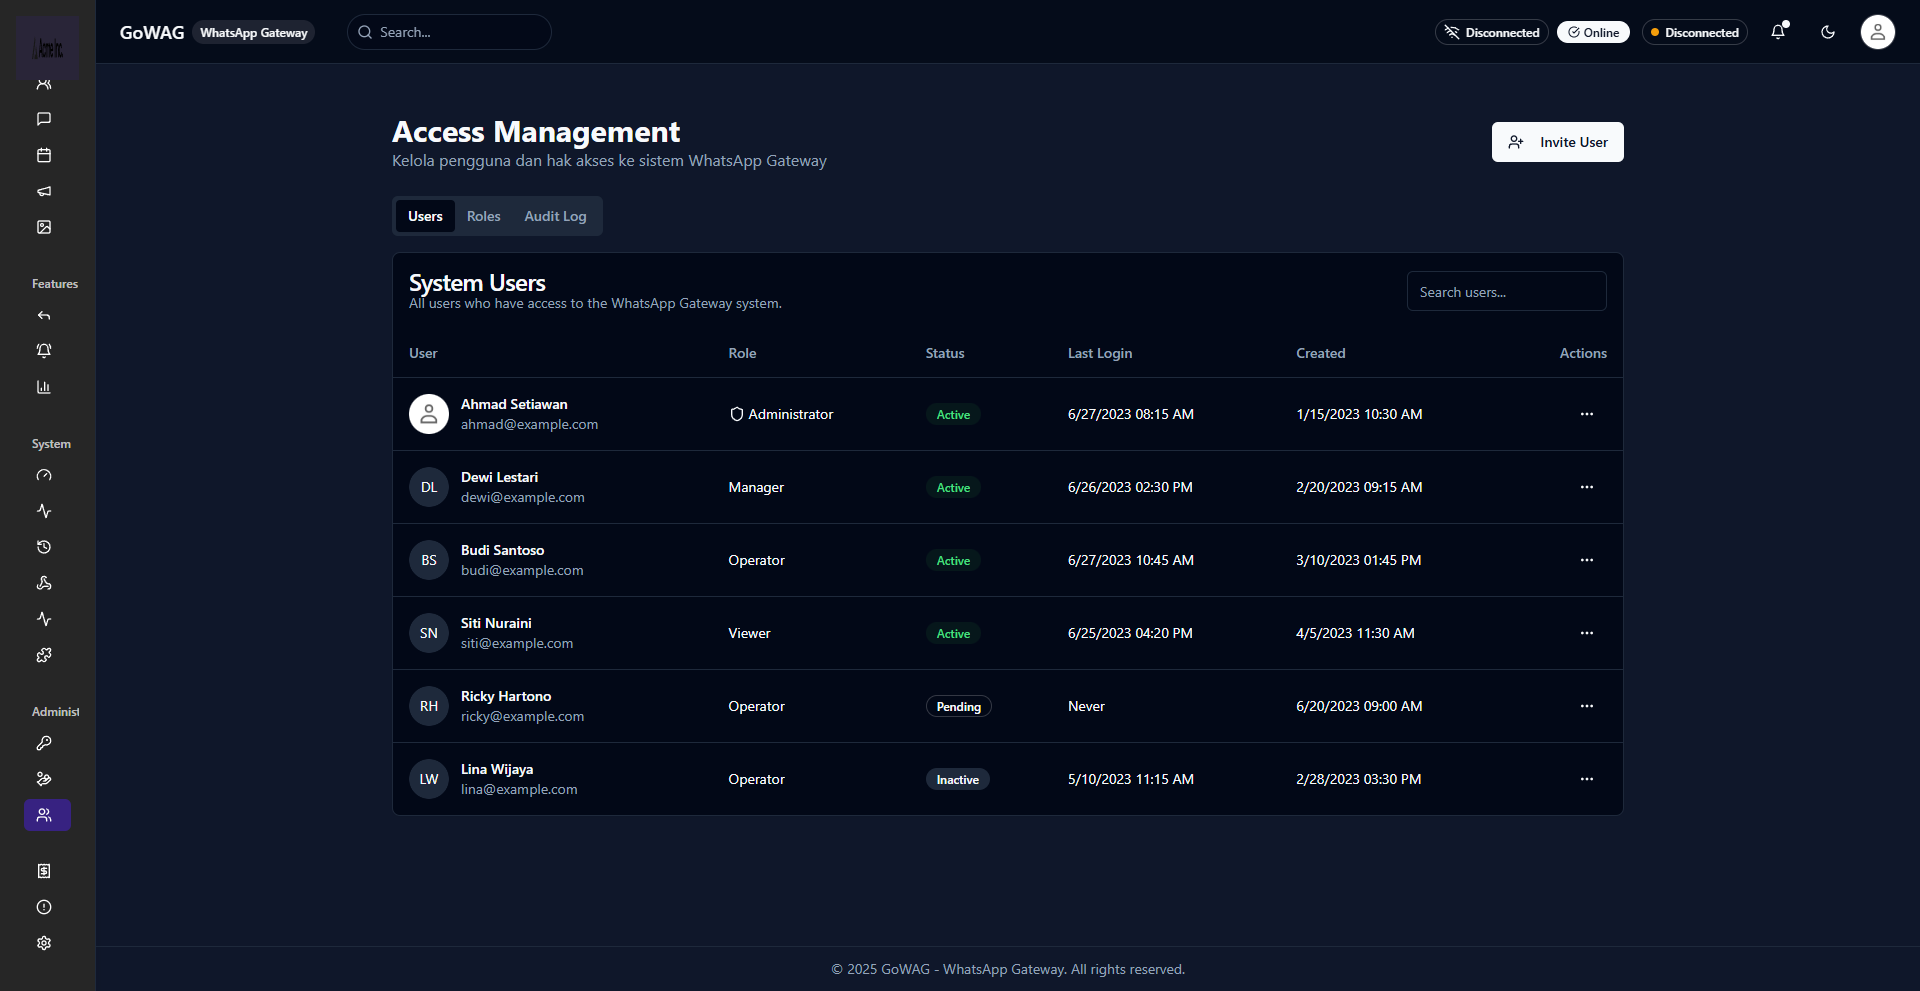 Acme Inc.
GoWAG WhatsApp Gateway
Search...
Disconnected
Online
Disconnected
Features
System
Administ
Access Management
Kelola pengguna dan hak akses ke sistem WhatsApp Gateway
Invite User
Users Roles Audit Log
System Users
All users who have access to the WhatsApp Gateway system.
Search users...
User Role Status Last Login Created Actions
Ahmad Setiawan
ahmad@example.com
Administrator Active 6/27/2023 08:15 AM 1/15/2023 10:30 AM
DL
Dewi Lestari
dewi@example.com
Manager Active 6/26/2023 02:30 PM 2/20/2023 09:15 AM
BS
Budi Santoso
budi@example.com
Operator Active 6/27/2023 10:45 AM 3/10/2023 01:45 PM
SN
Siti Nuraini
siti@example.com
Viewer Active 6/25/2023 04:20 PM 4/5/2023 11:30 AM
RH
Ricky Hartono
ricky@example.com
Operator Pending Never 6/20/2023 09:00 AM
LW
Lina Wijaya
lina@example.com
Operator Inactive 5/10/2023 11:15 AM 2/28/2023 03:30 PM
© 2025 GoWAG - WhatsApp Gateway. All rights reserved.